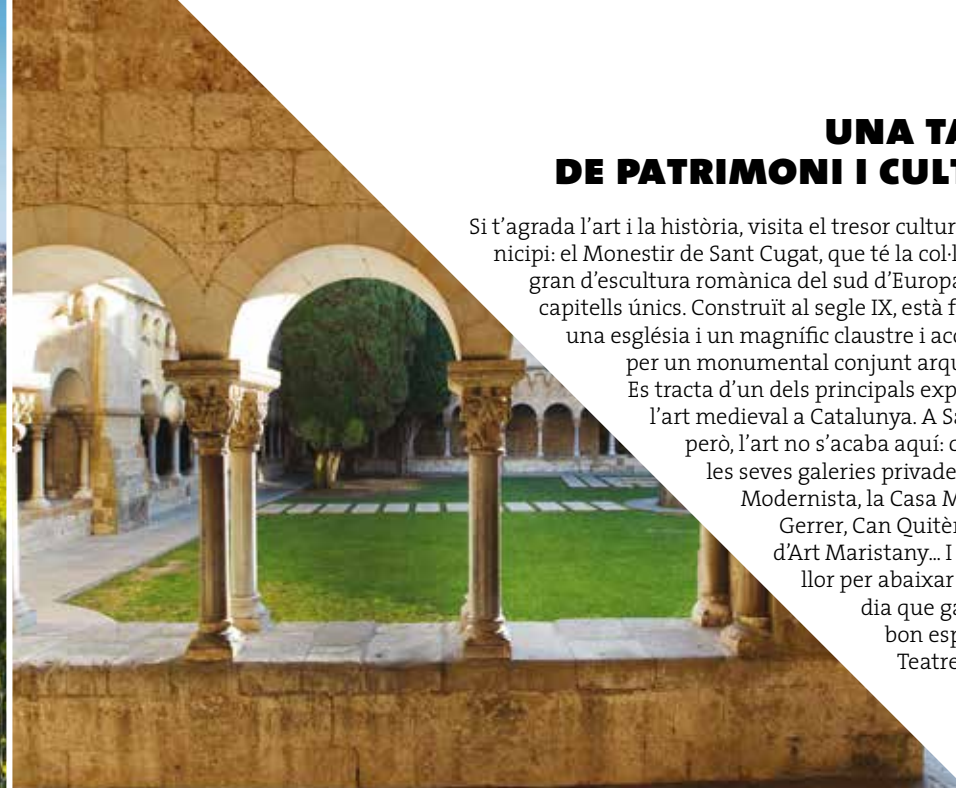 UNA TA
DE PATRIMONI I CULT
Si t'agrada l'art i la història, visita el tresor cultur
nicipi: el Monestir de Sant Cugat, que té la col·l
gran d'escultura romànica del sud d'Europa
capitells únics. Construït al segle IX, està f
una església i un magnífic claustre i aco
per un monumental conjunt arqu
Es tracta d'un dels principals exp
l'art medieval a Catalunya. A Sa
però, l'art no s'acaba aquí: d
les seves galeries privade
Modernista, la Casa M
Gerrer, Can Quitèr
d'Art Maristany... I
llor per abaixar
dia que ga
bon esp
Teatre